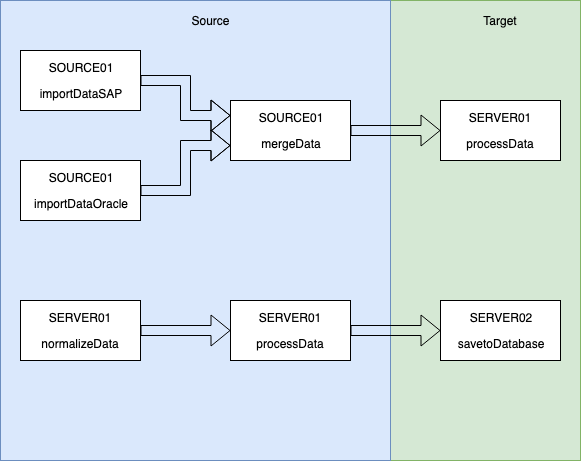 Source
Target
SOURCE01
importDataSAP
SOURCE01
mergeData
SERVER01
processData
SOURCE01
importDataOracle
SERVER01
normalizeData
SERVER01
processData
SERVER02
savetoDatabase